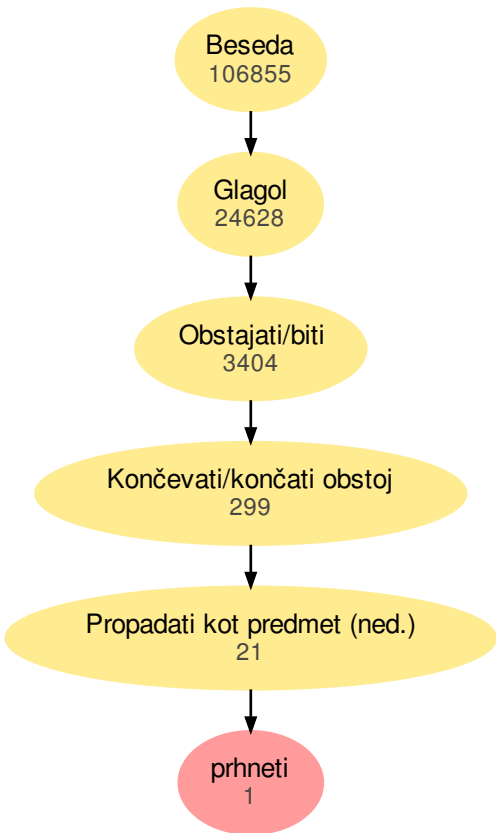 Beseda
106855
Glagol
24628
Obstajati/biti
3404
Končevati/končati obstoj
299
Propadati kot predmet (ned.)
21
prhneti
1